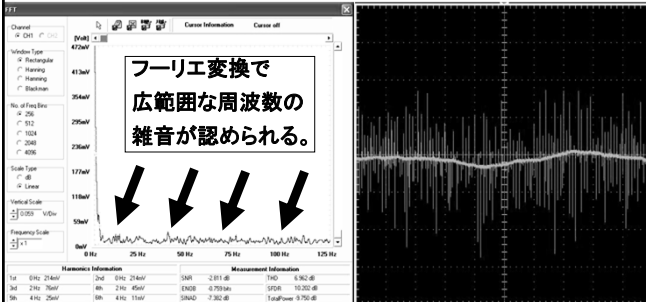 FFT
Channel
CH1 CH2
Window Type
Rectangular
Hanning
Hamming
Blackman
No. of Freq Bins
256
512
1024
2048
4096
Scale Type
dB
Linear
Vertical Scale
0.059 V/Div
Frequency Scale
x1
Cursor Information Cursor off
[Volt]
472mV
413mV
354mV
295mV
236mV
177mV
118mV
59mV
0mV
0 Hz 25 Hz 50 Hz 75 Hz 100 Hz 125 Hz
フーリエ変換で
広範囲な周波数の
雑音が認められる。
Harmonics Information Measurement Information
1st 0 Hz 214mV 2nd 0 Hz 214mV SNR -2.811 dB THD 6.962 dB
3rd 2 Hz 76mV 4th 2 Hz 45mV ENOB -0.759 bits SFDR 10.202 dB
5th 4 Hz 25mV 6th 4 Hz 11mV SINAD -7.302 dB TotalPower -9.750 dB